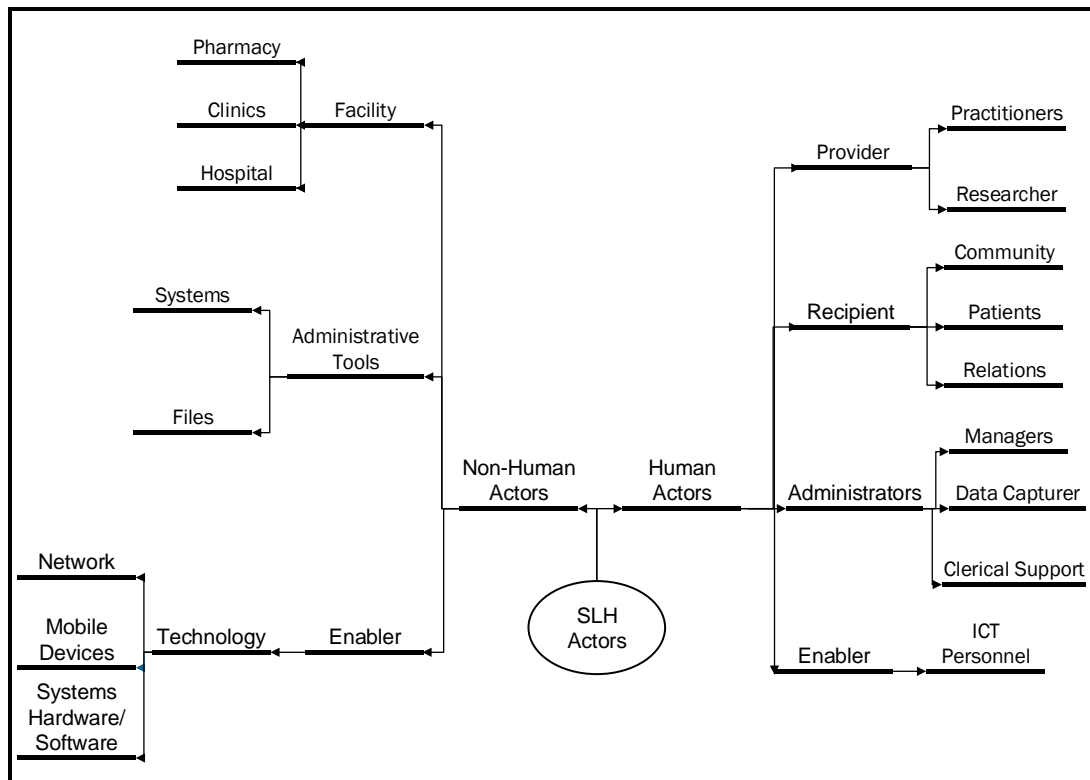 Pharmacy
Clinics
Facility
Hospital
Systems
Administrative
Tools
Files
Non-Human
Actors
Network
Mobile
Devices
Technology
Enabler
Systems
Hardware/
Software
SLH
Actors
Human
Actors
Provider
Practitioners
Researcher
Recipient
Community
Patients
Relations
Administrators
Managers
Data Capturer
Clerical Support
Enabler
ICT
Personnel